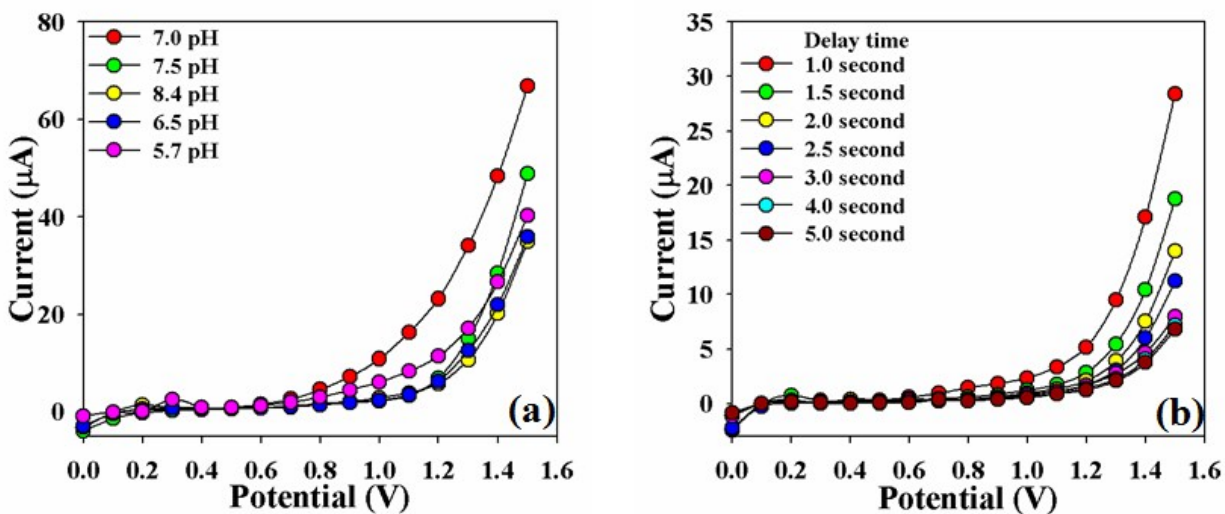 80
60
40
20
0
Current (μA)
7.0 pH
7.5 pH
8.4 pH
6.5 pH
5.7 pH
(a)
0.0 0.2 0.4 0.6 0.8 1.0 1.2 1.4 1.6
Potential (V)
35
30
25
20
15
10
5
0
Current (μA)
Delay time
1.0 second
1.5 second
2.0 second
2.5 second
3.0 second
4.0 second
5.0 second
(b)
0.0 0.2 0.4 0.6 0.8 1.0 1.2 1.4 1.6
Potential (V)